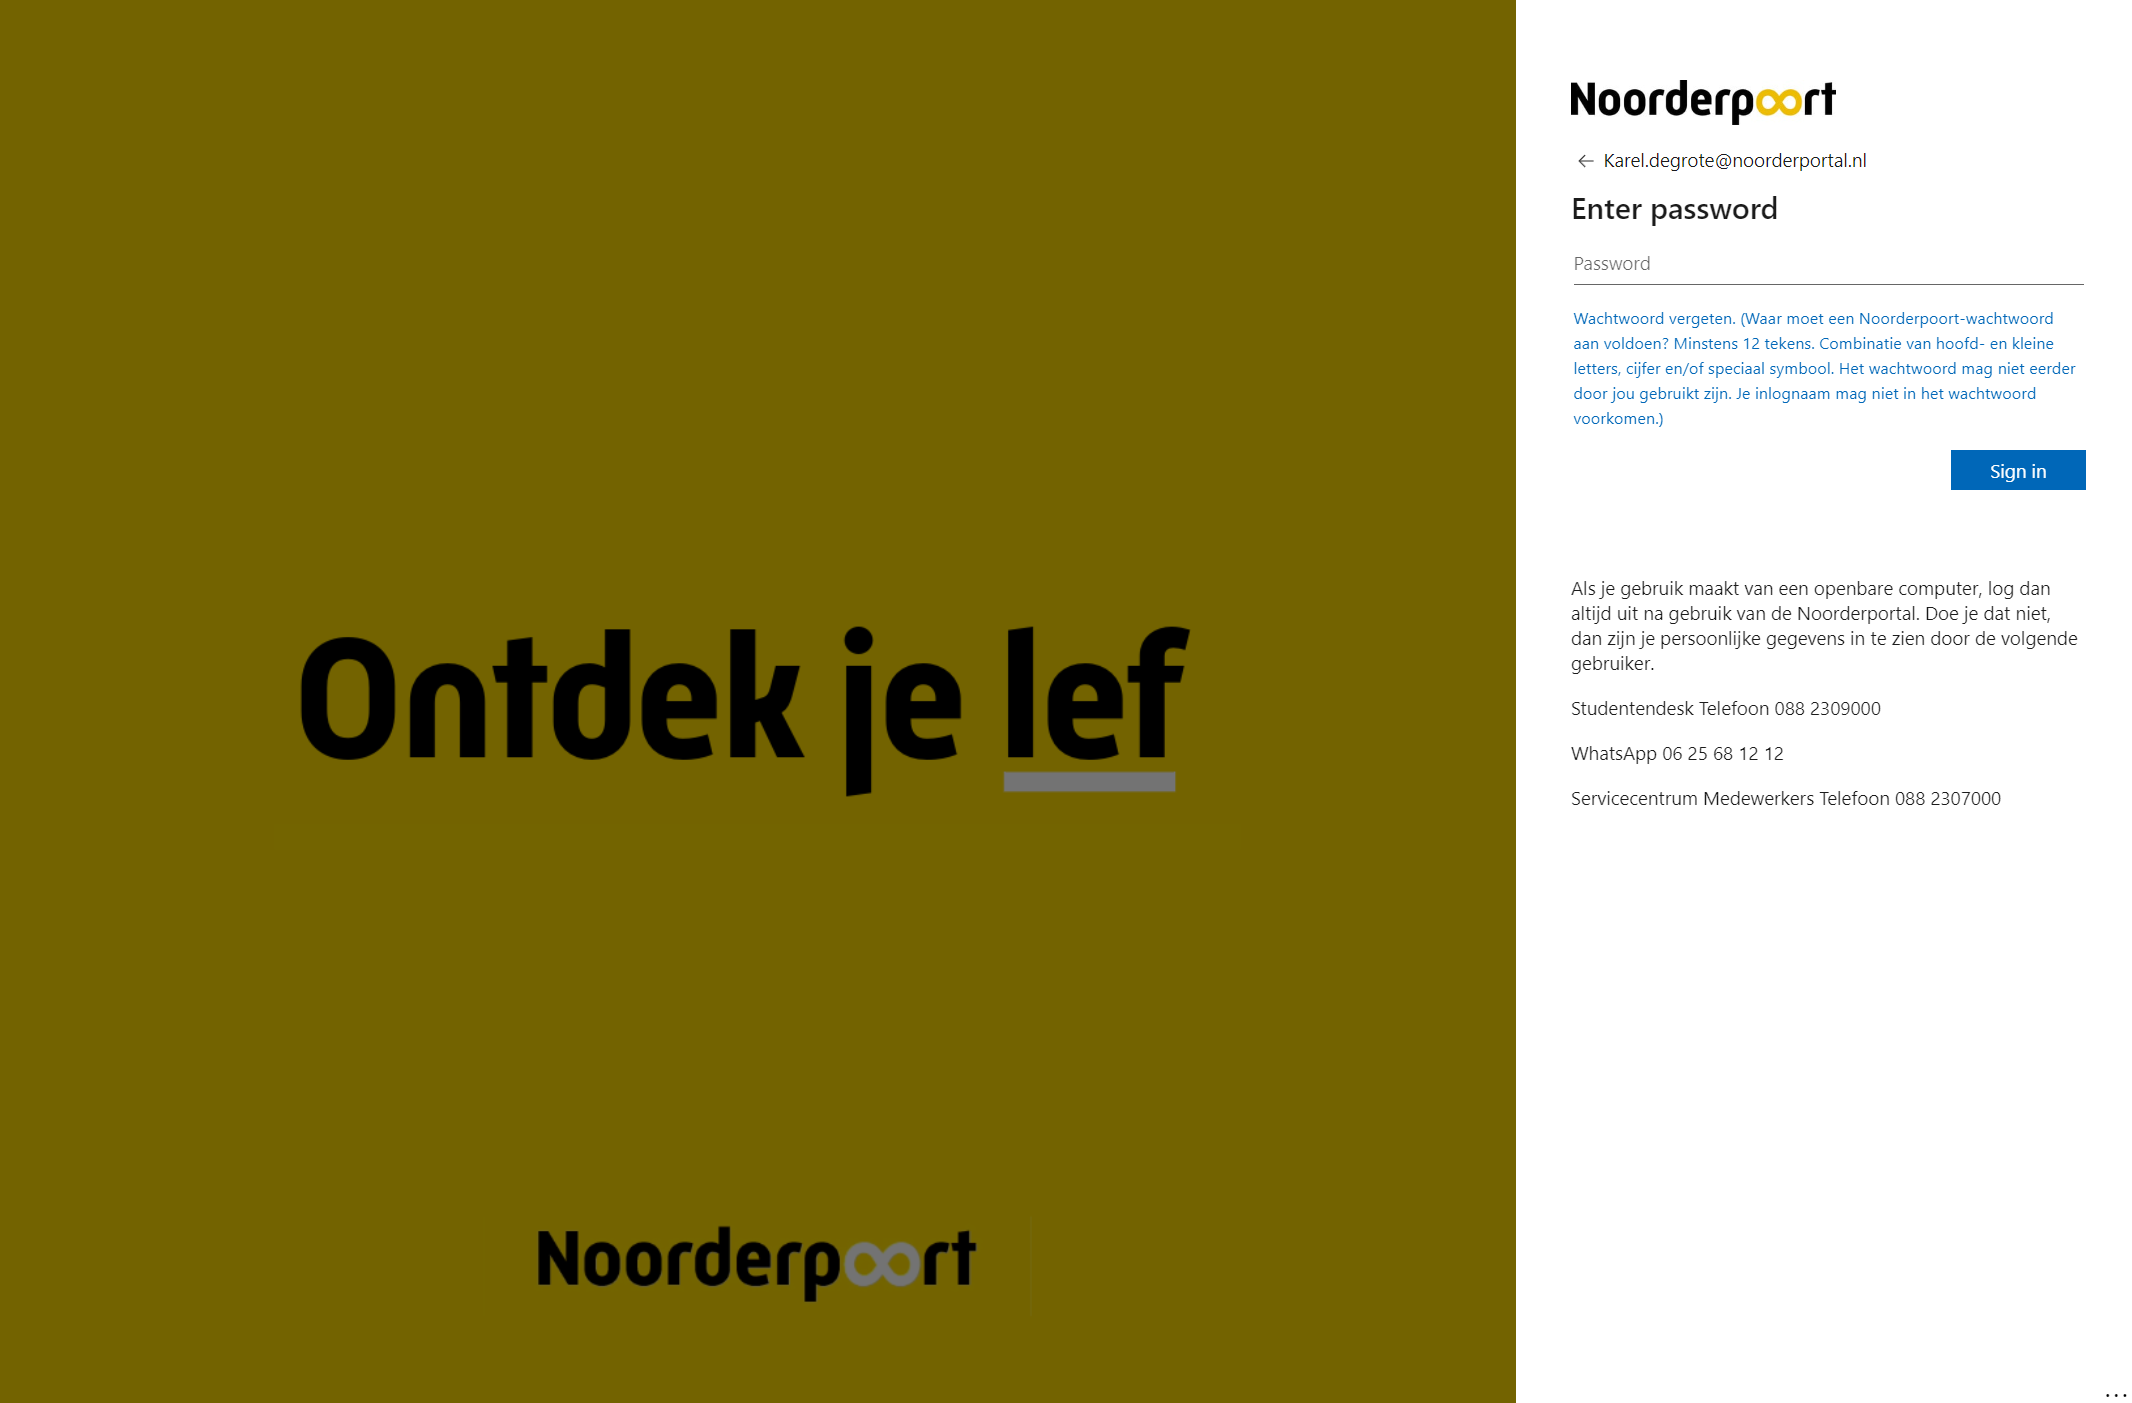 Ontdek je lef
Noorderpoort
Noorderpoort
Karel.degrote@noorderportal.nl
Enter password
Password
Wachtwoord vergeten. (Waar moet een Noorderpoort-wachtwoord
aan voldoen? Minstens 12 tekens. Combinatie van hoofd- en kleine
letters, cijfer en/of speciaal symbool. Het wachtwoord mag niet eerder
door jou gebruikt zijn. Je inlognaam mag niet in het wachtwoord
voorkomen.)
Sign in
Als je gebruik maakt van een openbare computer, log dan
altijd uit na gebruik van de Noorderportal. Doe je dat niet,
dan zijn je persoonlijke gegevens in te zien door de volgende
gebruiker.
Studentendesk Telefoon 088 2309000
WhatsApp 06 25 68 12 12
Servicecentrum Medewerkers Telefoon 088 2307000